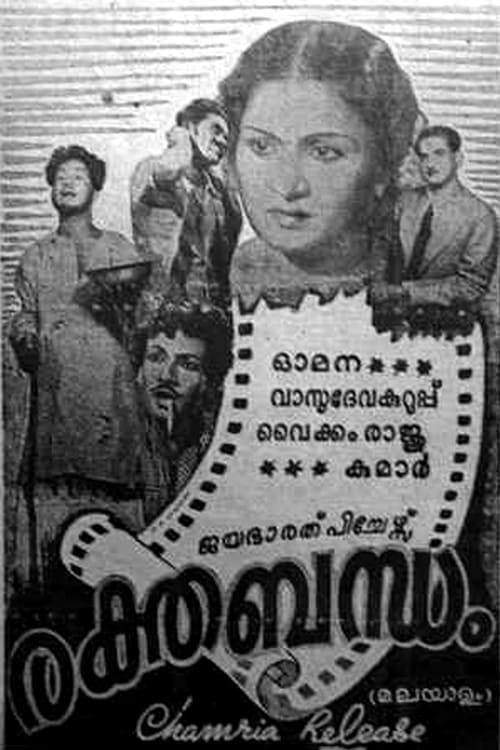 ഓമന ***
വാസുദേവകുറുപ്പ്
വൈക്കം.രാജു
*** കുമാർ
ജയഭാരത് പിച്ചേഴ്സ്
രക്തബന്ധം
(മലയാളം)
Chamria Release